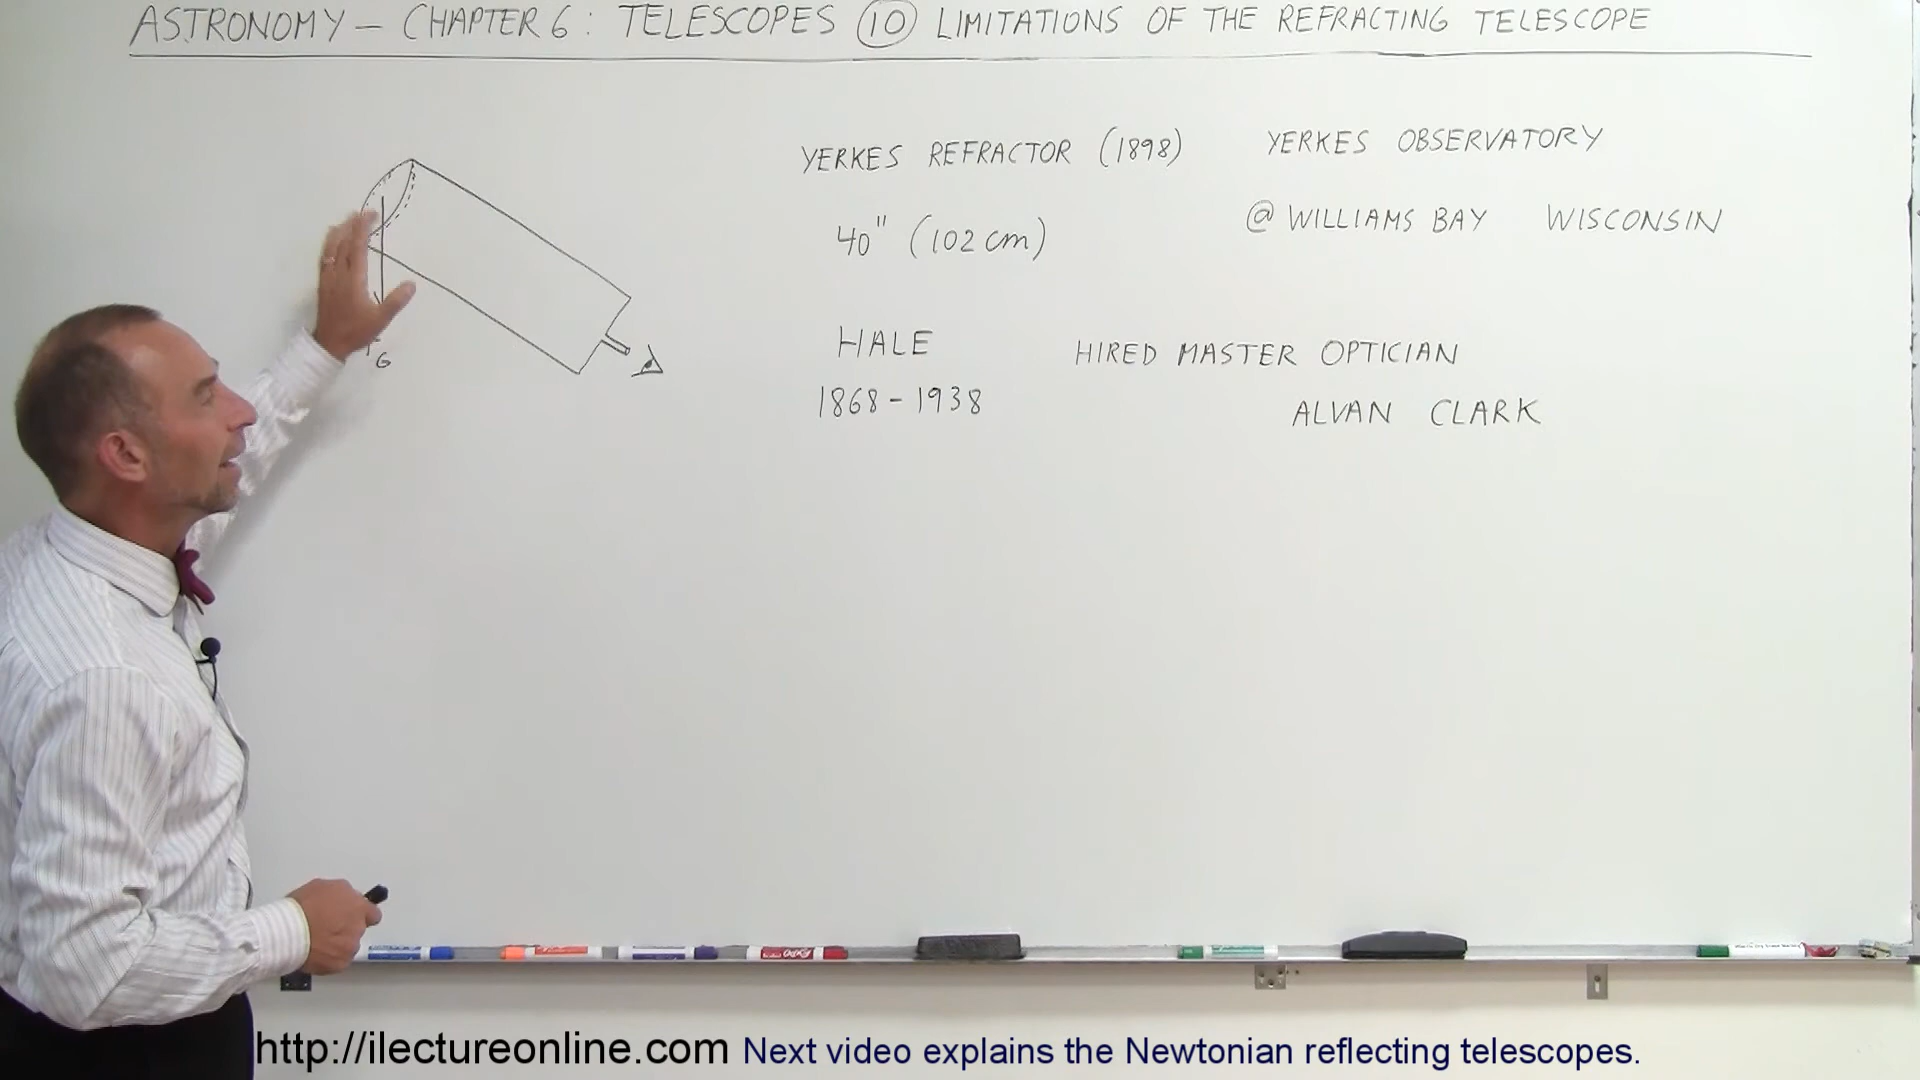 ASTRONOMY – CHAPTER 6: TELESCOPES 10 LIMITATIONS OF THE REFRACTING TELESCOPE
YERKES REFRACTOR (1898) YERKES OBSERVATORY
40" (102 cm) @ WILLIAMS BAY WISCONSIN
HALE HIRED MASTER OPTICIAN
1868 – 1938 ALVAN CLARK
G
http://ilectureonline.com Next video explains the Newtonian reflecting telescopes.